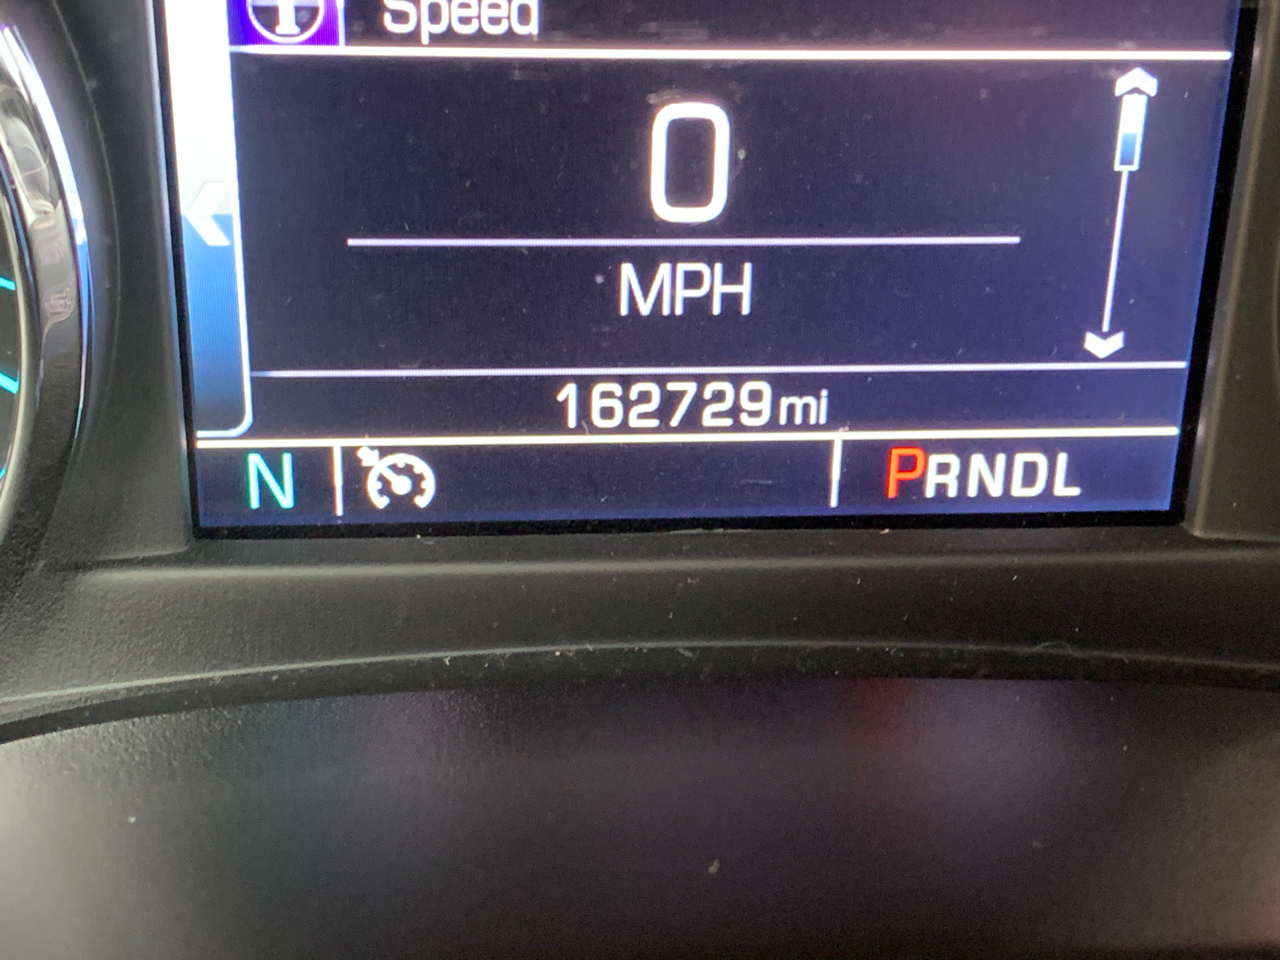 Speed
0
MPH
162729mi
N
PRNDL